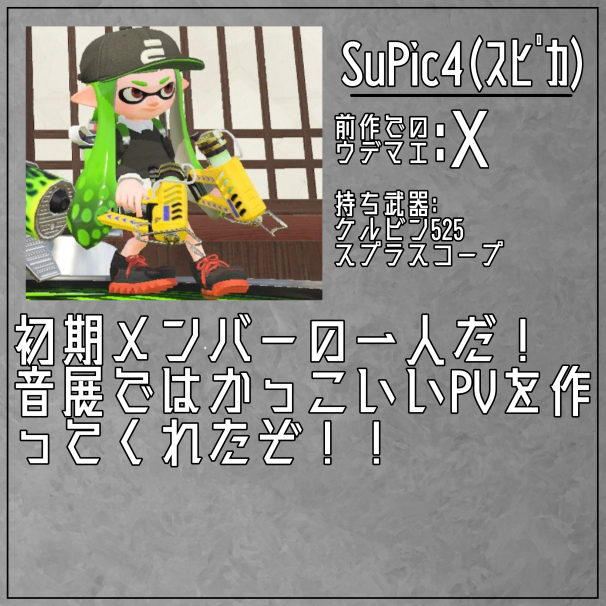 SuPic4(ｽﾋﾟｶ)
前作での
ウデマエ:X
持ち武器:
ケルビン525
スプラスコープ
初期メンバーの一人だ！
音展ではかっこいいPVを作
ってくれたぞ！！